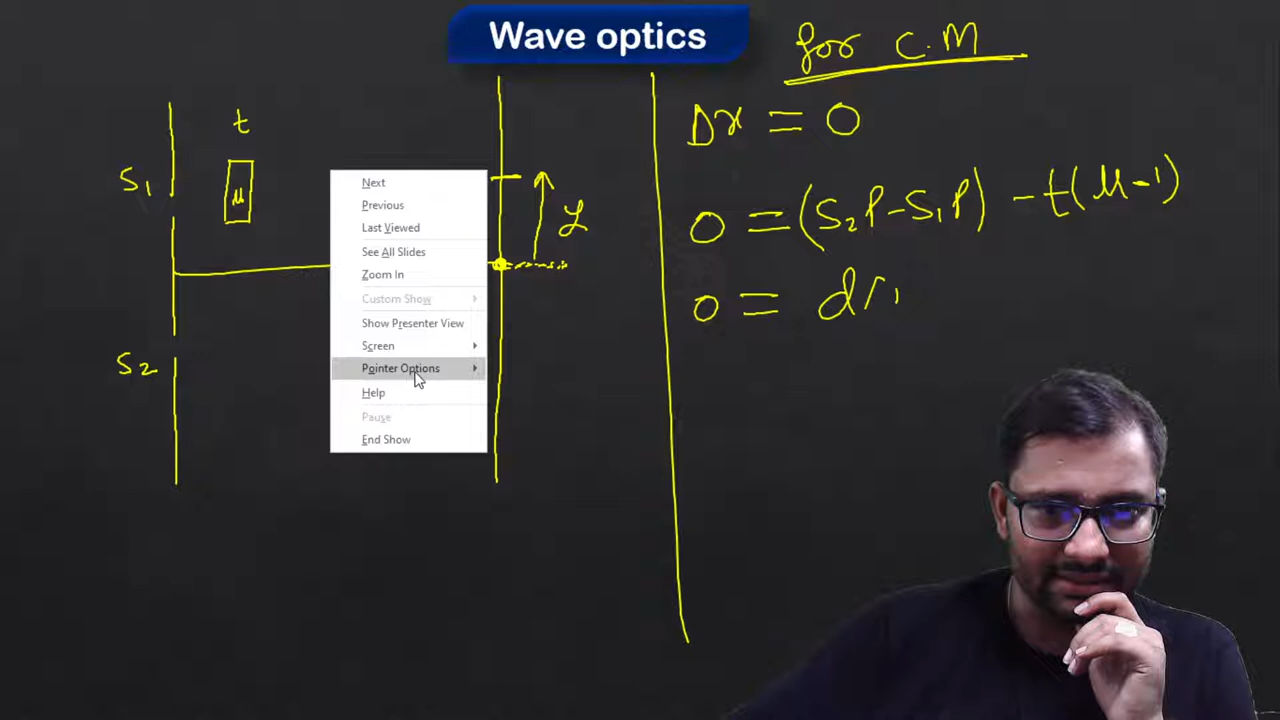 Wave optics
for C.M
t
S1
μ
S2
y
Δx = 0
0 = (S2P-S1P) - t(μ-1)
0 =
Next
Previous
Last Viewed
See All Slides
Zoom In
Custom Show
Show Presenter View
Screen
Pointer Options
Help
Pause
End Show